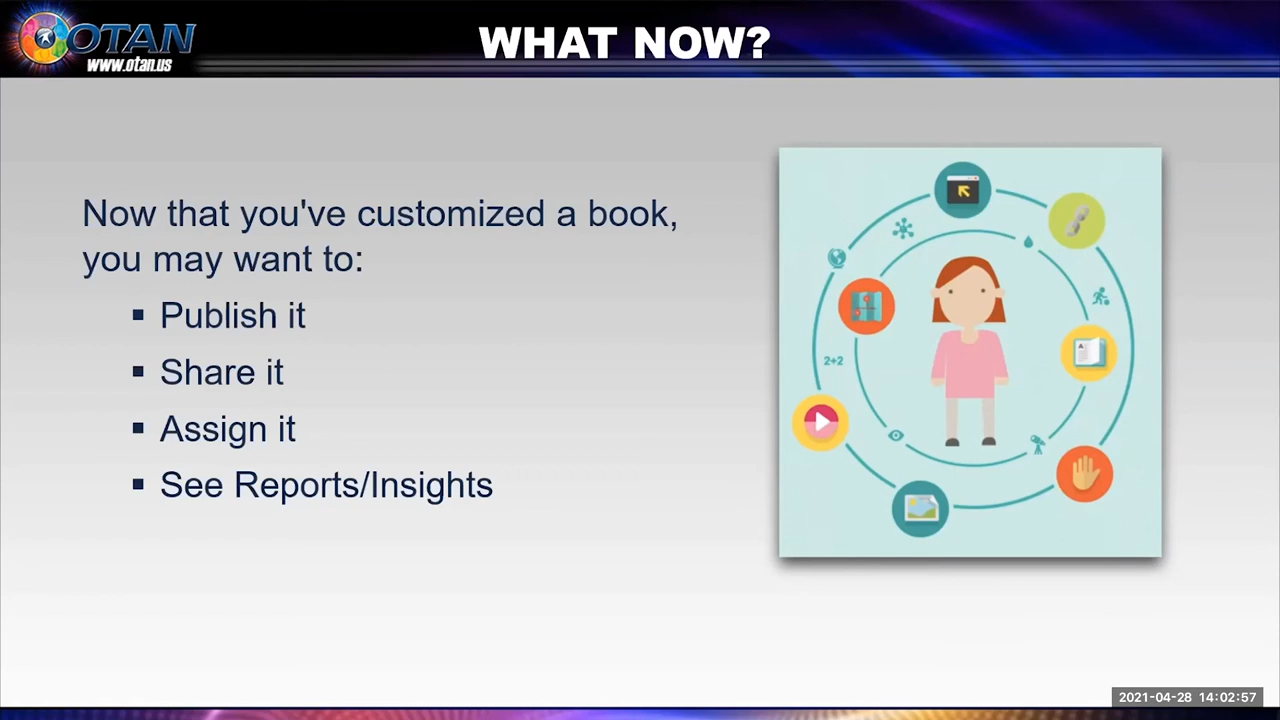 OTAN
www.otan.us
WHAT NOW?
Now that you've customized a book,
you may want to:
▪ Publish it
▪ Share it
▪ Assign it
▪ See Reports/Insights
2+2
A
2021-04-28 14:02:57